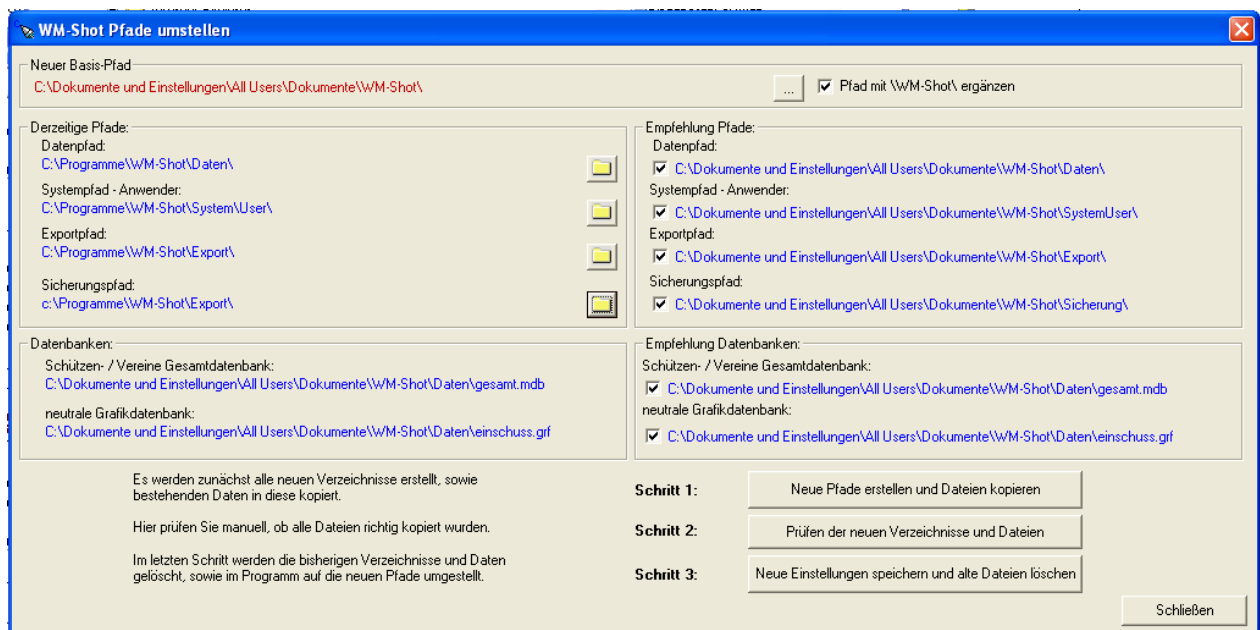 WM-Shot Pfade umstellen
Neuer Basis-Pfad
C:\Dokumente und Einstellungen\All Users\Dokumente\WM-Shot\
...
Pfad mit \WM-Shot\ ergänzen
Derzeitige Pfade:
Datenpfad:
C:\Programme\WM-Shot\Daten\
Systempfad - Anwender:
C:\Programme\WM-Shot\System\User\
Exportpfad:
C:\Programme\WM-Shot\Export\
Sicherungspfad:
c:\Programme\WM-Shot\Export\
Empfehlung Pfade:
Datenpfad:
C:\Dokumente und Einstellungen\All Users\Dokumente\WM-Shot\Daten\
Systempfad - Anwender:
C:\Dokumente und Einstellungen\All Users\Dokumente\WM-Shot\SystemUser\
Exportpfad:
C:\Dokumente und Einstellungen\All Users\Dokumente\WM-Shot\Export\
Sicherungspfad:
C:\Dokumente und Einstellungen\All Users\Dokumente\WM-Shot\Sicherung\
Datenbanken:
Schützen- / Vereine Gesamtdatenbank:
C:\Dokumente und Einstellungen\All Users\Dokumente\WM-Shot\Daten\gesamt.mdb
neutrale Grafikdatenbank:
C:\Dokumente und Einstellungen\All Users\Dokumente\WM-Shot\Daten\einschuss.grf
Empfehlung Datenbanken:
Schützen- / Vereine Gesamtdatenbank:
C:\Dokumente und Einstellungen\All Users\Dokumente\WM-Shot\Daten\gesamt.mdb
neutrale Grafikdatenbank:
C:\Dokumente und Einstellungen\All Users\Dokumente\WM-Shot\Daten\einschuss.grf
Es werden zunächst alle neuen Verzeichnisse erstellt, sowie
bestehenden Daten in diese kopiert.
Schritt 1:
Neue Pfade erstellen und Dateien kopieren
Hier prüfen Sie manuell, ob alle Dateien richtig kopiert wurden.
Schritt 2:
Prüfen der neuen Verzeichnisse und Dateien
Im letzten Schritt werden die bisherigen Verzeichnisse und Daten
gelöscht, sowie im Programm auf die neuen Pfade umgestellt.
Schritt 3:
Neue Einstellungen speichern und alte Dateien löschen
Schließen